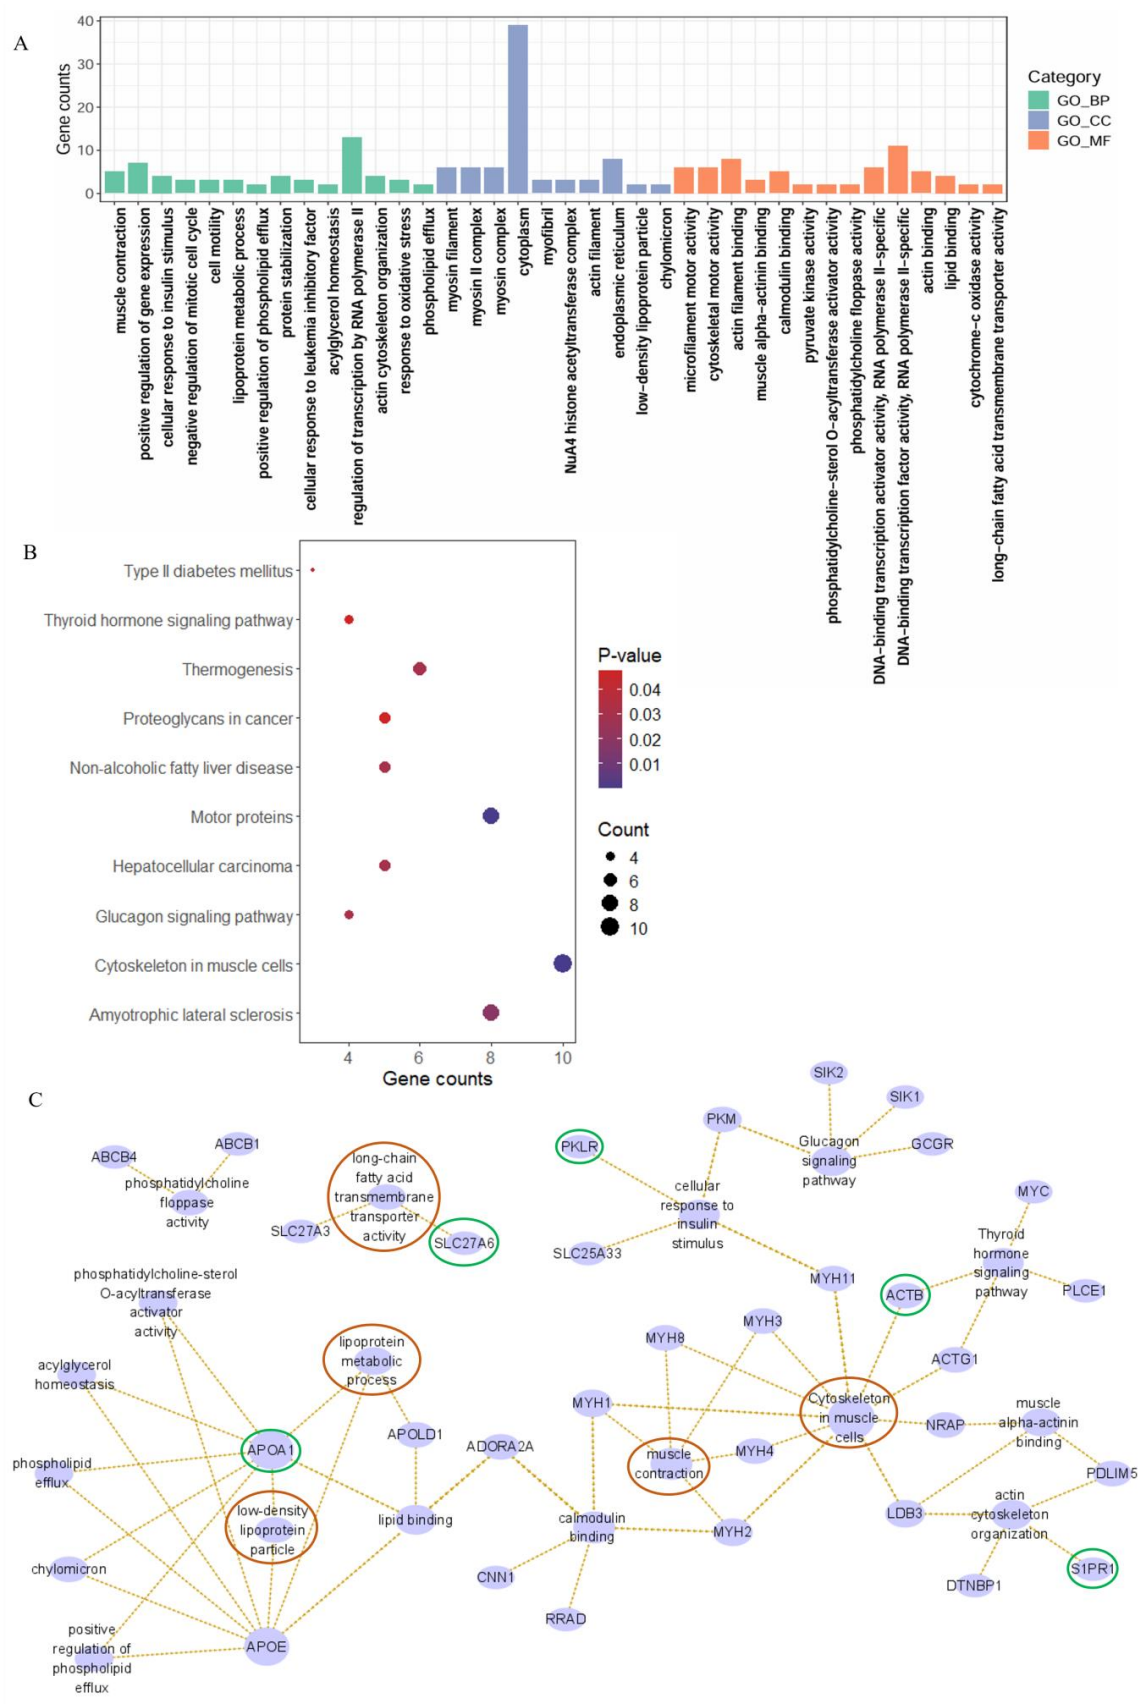 A
Gene counts
40
30
20
10
0
Category
GO_BP
GO_CC
GO_MF
muscle contraction
positive regulation of gene expression
cellular response to insulin stimulus
negative regulation of mitotic cell cycle
cell motility
lipoprotein metabolic process
positive regulation of phospholipid efflux
protein stabilization
cellular response to leukemia inhibitory factor
acylglycerol homeostasis
regulation of transcription by RNA polymerase II
actin cytoskeleton organization
response to oxidative stress
phospholipid efflux
myosin filament
myosin II complex
myosin complex
cytoplasm
myofibril
NuA4 histone acetyltransferase complex
actin filament
endoplasmic reticulum
low-density lipoprotein particle
chylomicron
microfilament motor activity
cytoskeletal motor activity
actin filament binding
muscle alpha-actinin binding
calmodulin binding
pyruvate kinase activity
phosphatidylcholine-sterol O-acyltransferase activator activity
phosphatidylcholine floppase activity
DNA-binding transcription activator activity, RNA polymerase II-specific
DNA-binding transcription factor activity, RNA polymerase II-specific
actin binding
lipid binding
cytochrome-c oxidase activity
long-chain fatty acid transmembrane transporter activity
B
Type II diabetes mellitus
Thyroid hormone signaling pathway
Thermogenesis
Proteoglycans in cancer
Non-alcoholic fatty liver disease
Motor proteins
Hepatocellular carcinoma
Glucagon signaling pathway
Cytoskeleton in muscle cells
Amyotrophic lateral sclerosis
4
6
8
10
Gene counts
P-value
0.04
0.03
0.02
0.01
Count
4
6
8
10
C
ABCB4
ABCB1
phosphatidylcholine
floppase
activity
long-chain
fatty acid
transmembrane
transporter
activity
SLC27A3
SLC27A6
PKLR
PKM
SIK2
SIK1
GCGR
Glucagon
signaling
pathway
cellular
response to
insulin
stimulus
SLC25A33
MYH11
MYC
Thyroid
hormone
signaling
pathway
PLCE1
ACTB
ACTG1
phosphatidylcholine-sterol
O-acyltransferase
activator
activity
acylglycerol
homeostasis
lipoprotein
metabolic
process
APOA1
APOLD1
phospholipid
efflux
low-density
lipoprotein
particle
lipid binding
chylomicron
positive
regulation of
phospholipid
efflux
APOE
ADORA2A
MYH8
MYH3
MYH1
Cytoskeleton
in muscle
cells
muscle
contraction
MYH4
NRAP
muscle
alpha-actinin
binding
PDLIM5
calmodulin
binding
MYH2
LDB3
actin
cytoskeleton
organization
CNN1
RRAD
DTNBP1
S1PR1